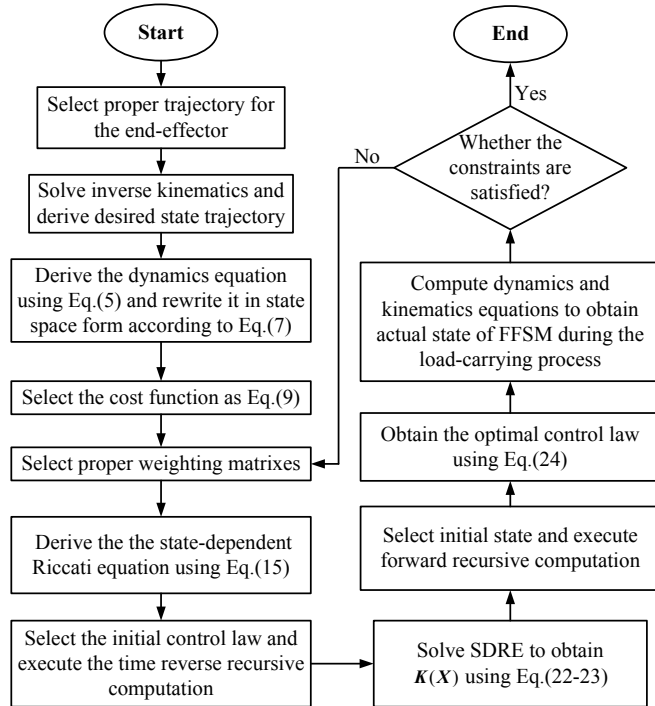 Start
Select proper trajectory for
the end-effector
Solve inverse kinematics and
derive desired state trajectory
Derive the dynamics equation
using Eq.(5) and rewrite it in state
space form according to Eq.(7)
Select the cost function as Eq.(9)
Select proper weighting matrixes
Derive the the state-dependent
Riccati equation using Eq.(15)
Select the initial control law and
execute the time reverse recursive
computation
Solve SDRE to obtain
K(X) using Eq.(22-23)
Select initial state and execute
forward recursive computation
Obtain the optimal control law
using Eq.(24)
Compute dynamics and
kinematics equations to obtain
actual state of FFSM during the
load-carrying process
Whether the
constraints are
satisfied?
No
Yes
End